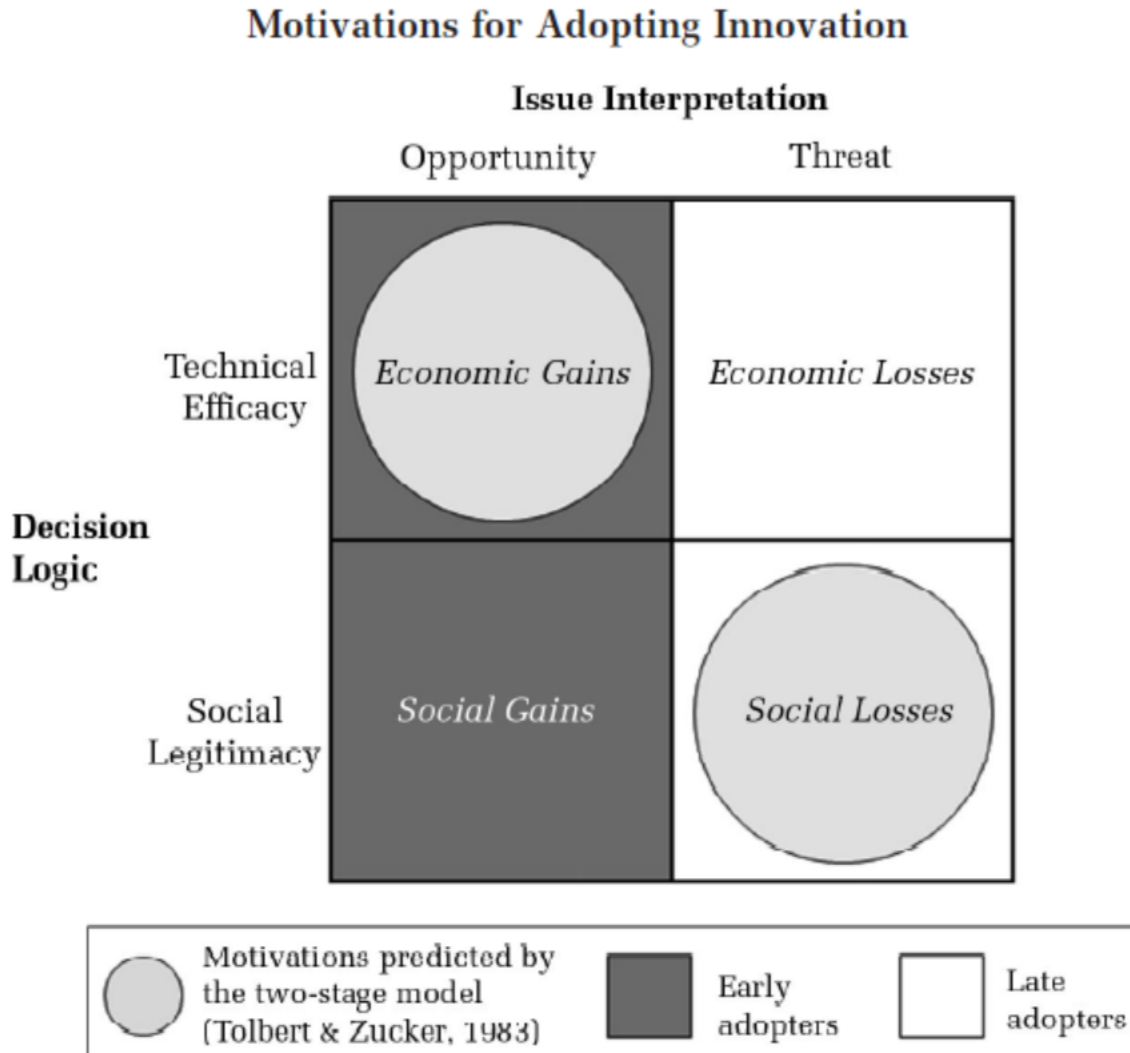 Motivations for Adopting Innovation
Issue Interpretation
Opportunity
Threat
Technical
Efficacy
Economic Gains
Economic Losses
Decision
Logic
Social
Legitimacy
Social Gains
Social Losses
Motivations predicted by
the two-stage model
(Tolbert & Zucker, 1983)
Early
adopters
Late
adopters